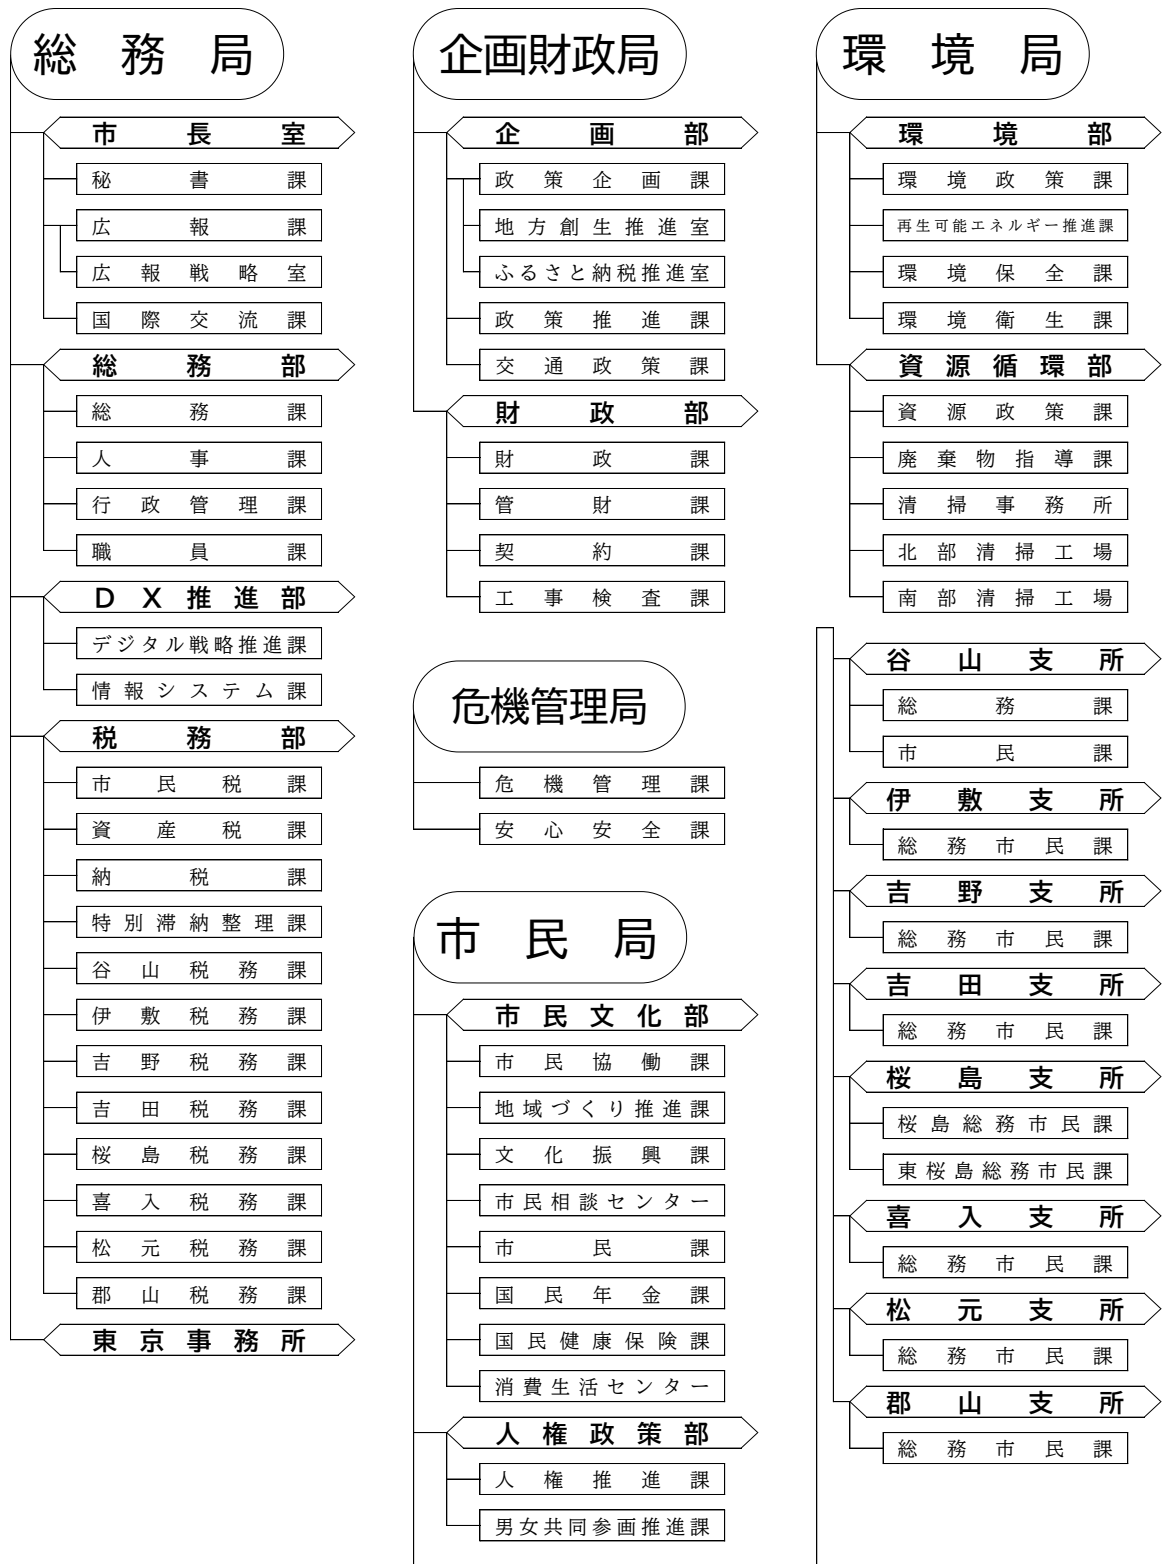 総務局
市長室
秘書課
広報課
広報戦略室
国際交流課
総務部
総務課
人事課
行政管理課
職員課
DX推進部
デジタル戦略推進課
情報システム課
税務部
市民税課
資産税課
納税課
特別滞納整理課
谷山税務課
伊敷税務課
吉野税務課
吉田税務課
桜島税務課
喜入税務課
松元税務課
郡山税務課
東京事務所
企画財政局
企画部
政策企画課
地方創生推進室
ふるさと納税推進室
政策推進課
交通政策課
財政部
財政課
管財課
契約課
工事検査課
危機管理局
危機管理課
安心安全課
市民局
市民文化部
市民協働課
地域づくり推進課
文化振興課
市民相談センター
市民課
国民年金課
国民健康保険課
消費生活センター
人権政策部
人権推進課
男女共同参画推進課
環境局
環境部
環境政策課
再生可能エネルギー推進課
環境保全課
環境衛生課
資源循環部
資源政策課
廃棄物指導課
清掃事務所
北部清掃工場
南部清掃工場
谷山支所
総務課
市民課
伊敷支所
総務市民課
吉野支所
総務市民課
吉田支所
総務市民課
桜島支所
桜島総務市民課
東桜島総務市民課
喜入支所
総務市民課
松元支所
総務市民課
郡山支所
総務市民課